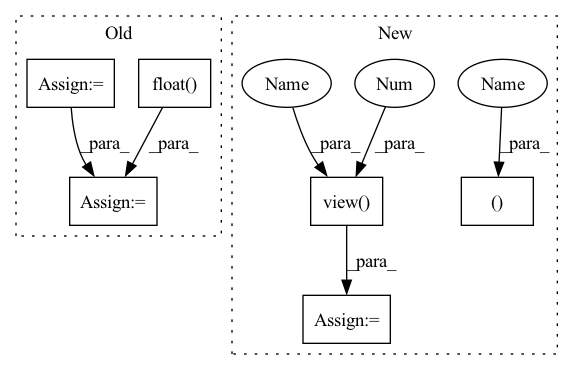 Old
New
Assign:=
float()
Name
Num
Name
_para_
_para_
_para_
_para_
_para_
Assign:=
view()
()
_para_
Assign:=